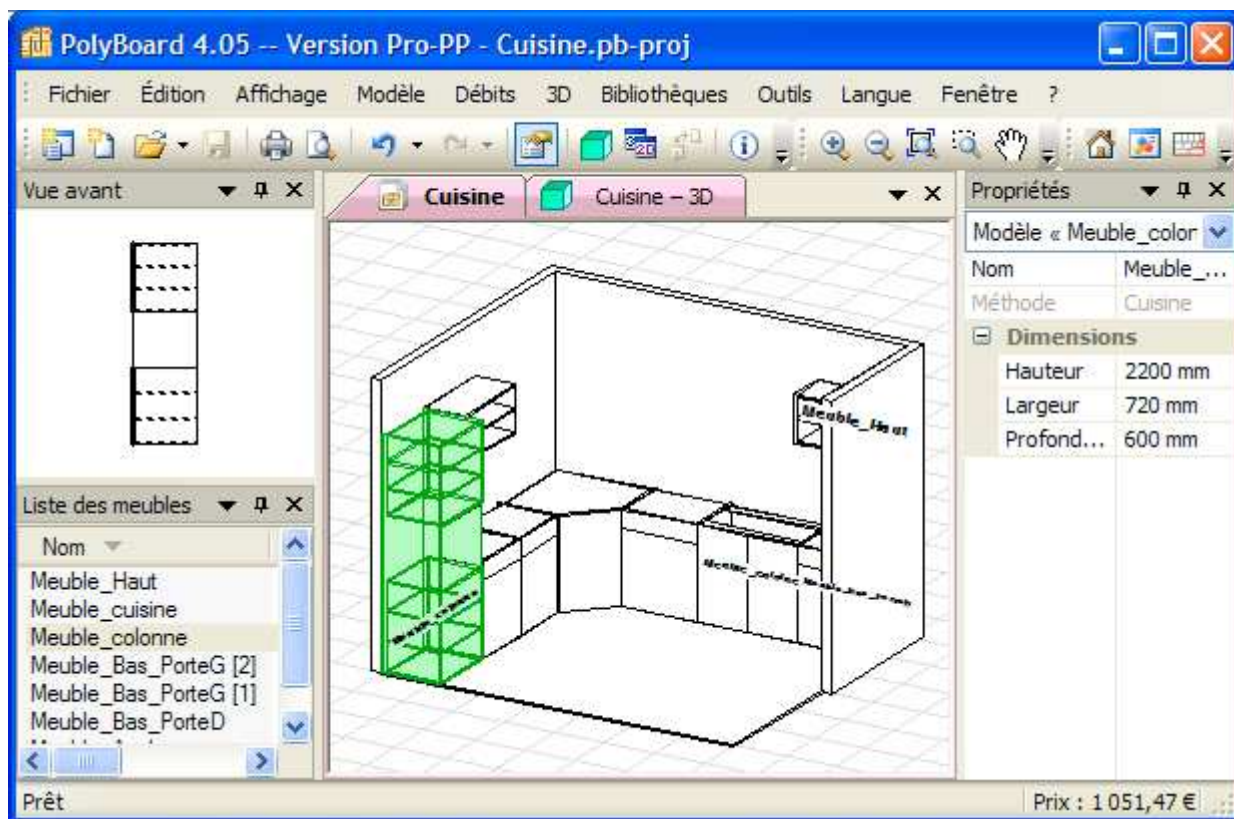 PolyBoard 4.05 -- Version Pro-PP - Cuisine.pb-proj
Fichier Édition Affichage Modèle Débits 3D Bibliothèques Outils Langue Fenêtre ?
Vue avant
Cuisine
Cuisine – 3D
Propriétés
Modèle « Meuble_color
Nom Meuble_...
Méthode Cuisine
Dimensions
Hauteur 2200 mm
Largeur 720 mm
Profond... 600 mm
Meuble_Haut
Liste des meubles
Nom
Meuble_Haut
Meuble_cuisine
Meuble_colonne
Meuble_Bas_PorteG [2]
Meuble_Bas_PorteG [1]
Meuble_Bas_PorteD
Prêt
Prix : 1 051,47 €